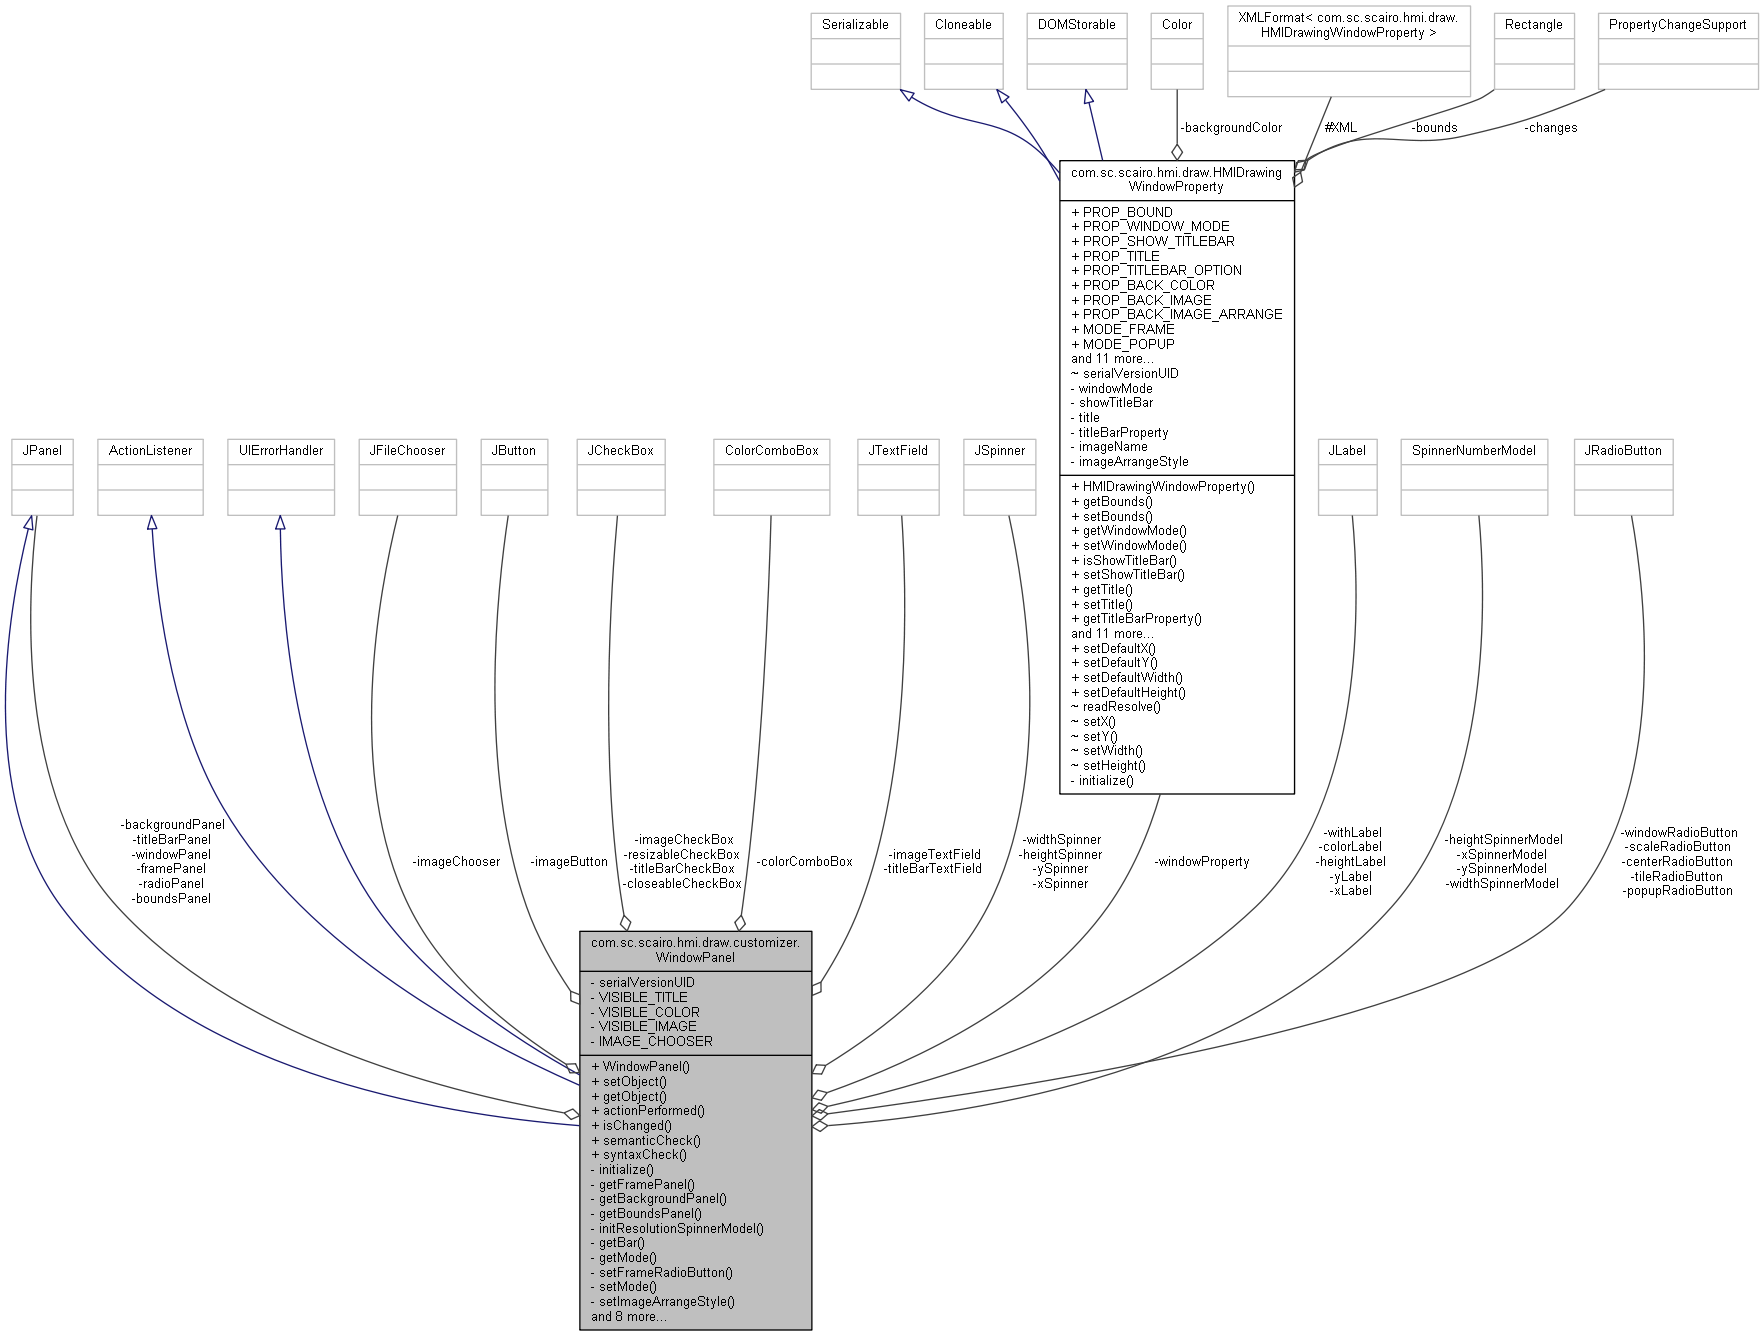 Serializable
Cloneable
DOMStorable
Color
XMLFormat< com.sc.scairo.hmi.draw.
HMIDrawingWindowProperty >
Rectangle
PropertyChangeSupport
-backgroundColor
#XML
-bounds
-changes
com.sc.scairo.hmi.draw.HMIDrawing
WindowProperty
+ PROP_BOUND
+ PROP_WINDOW_MODE
+ PROP_SHOW_TITLEBAR
+ PROP_TITLE
+ PROP_TITLEBAR_OPTION
+ PROP_BACK_COLOR
+ PROP_BACK_IMAGE
+ PROP_BACK_IMAGE_ARRANGE
+ MODE_FRAME
+ MODE_POPUP
and 11 more...
~ serialVersionUID
- windowMode
- showTitleBar
- title
- titleBarProperty
- imageName
- imageArrangeStyle
+ HMIDrawingWindowProperty()
+ getBounds()
+ setBounds()
+ getWindowMode()
+ setWindowMode()
+ isShowTitleBar()
+ setShowTitleBar()
+ getTitle()
+ setTitle()
+ getTitleBarProperty()
and 11 more...
+ setDefaultX()
+ setDefaultY()
+ setDefaultWidth()
+ setDefaultHeight()
~ readResolve()
~ setX()
~ setY()
~ setWidth()
~ setHeight()
- initialize()
JPanel
ActionListener
UIErrorHandler
JFileChooser
JButton
JCheckBox
ColorComboBox
JTextField
JSpinner
JLabel
SpinnerNumberModel
JRadioButton
-backgroundPanel
-titleBarPanel
-windowPanel
-framePanel
-radioPanel
-boundsPanel
-imageChooser
-imageButton
-imageCheckBox
-resizableCheckBox
-titleBarCheckBox
-closeableCheckBox
-colorComboBox
-imageTextField
-titleBarTextField
-widthSpinner
-heightSpinner
-ySpinner
-xSpinner
-windowProperty
-withLabel
-colorLabel
-heightLabel
-yLabel
-xLabel
-heightSpinnerModel
-xSpinnerModel
-ySpinnerModel
-widthSpinnerModel
-windowRadioButton
-scaleRadioButton
-centerRadioButton
-tileRadioButton
-popupRadioButton
com.sc.scairo.hmi.draw.customizer.
WindowPanel
- serialVersionUID
- VISIBLE_TITLE
- VISIBLE_COLOR
- VISIBLE_IMAGE
- IMAGE_CHOOSER
+ WindowPanel()
+ setObject()
+ getObject()
+ actionPerformed()
+ isChanged()
+ semanticCheck()
+ syntaxCheck()
- initialize()
- getFramePanel()
- getBackgroundPanel()
- getBoundsPanel()
- initResolutionSpinnerModel()
- getBar()
- getMode()
- setFrameRadioButton()
- setMode()
- setImageArrangeStyle()
and 8 more...